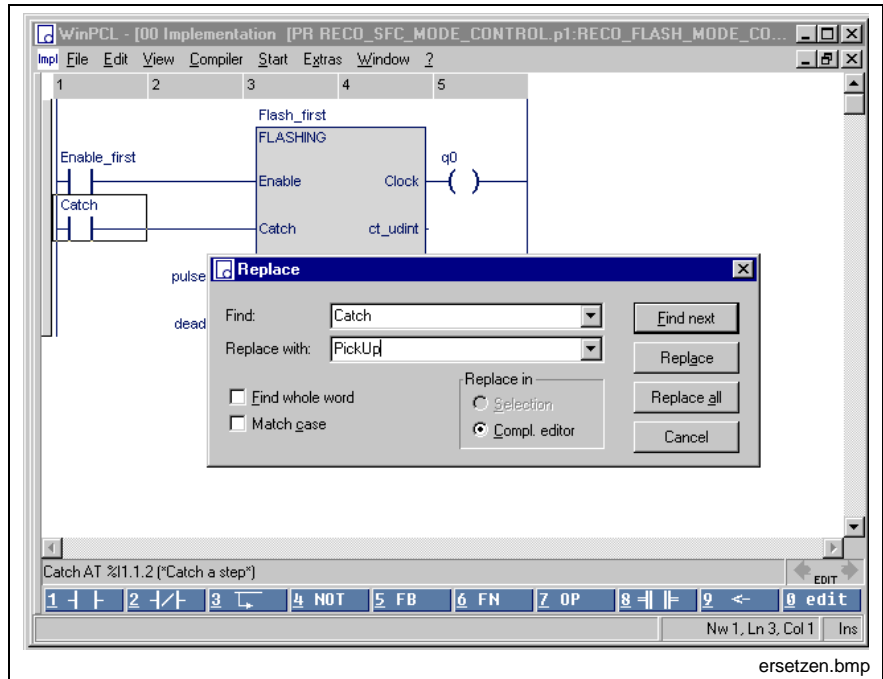 WinPCL - [00 Implementation [PR RECO_SFC_MODE_CONTROL.p1:RECO_FLASH_MODE_CO...
Impl File Edit View Compiler Start Extras Window ?
1 2 3 4 5
Flash_first
FLASHING
Enable_first
q0
Enable Clock
Catch
Catch ct_udint
pulse
dead
Replace
Find: Catch
Find next
Replace with: PickUp
Replace
Replace in
Find whole word
Selection
Replace all
Match case
Compl. editor
Cancel
Catch AT %I1.1.2 (*Catch a step*)
EDIT
1 2 3 4 NOT 5 FB 6 FN 7 OP 8 9 <- 0 edit
Nw 1, Ln 3, Col 1 Ins
ersetzen.bmp